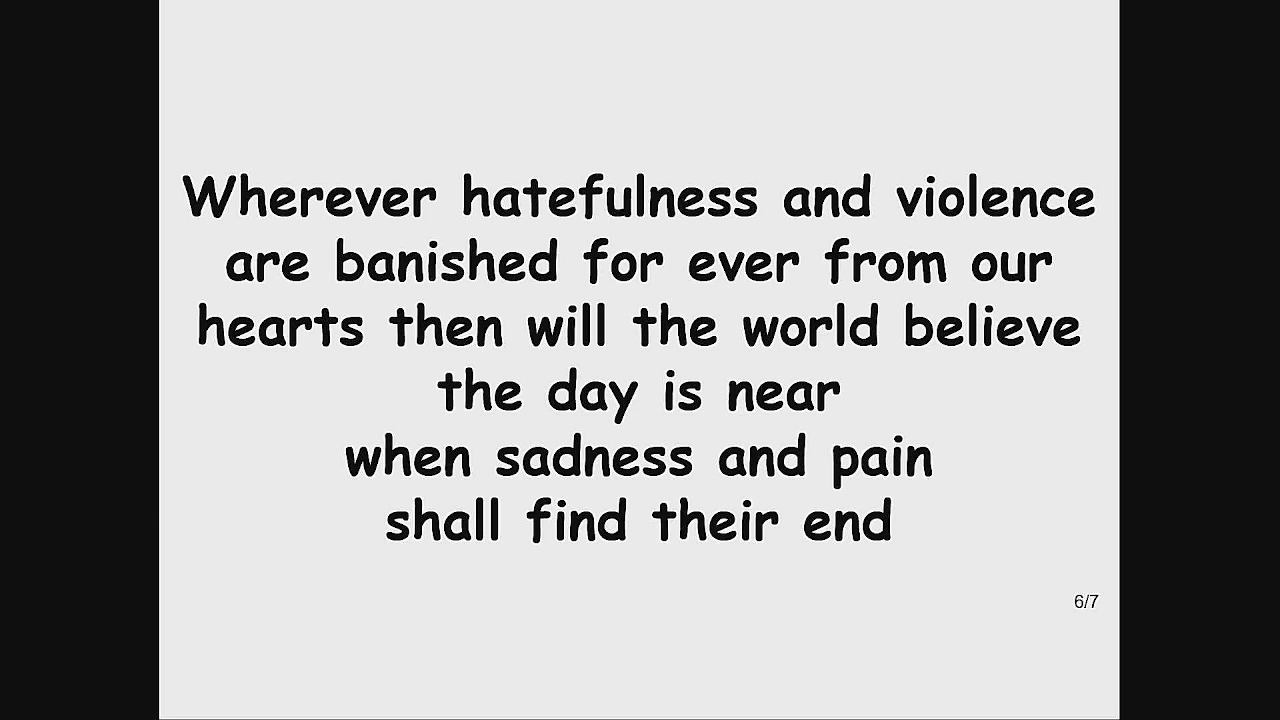 Wherever hatefulness and violence
are banished for ever from our
hearts then will the world believe
the day is near
when sadness and pain
shall find their end
6/7